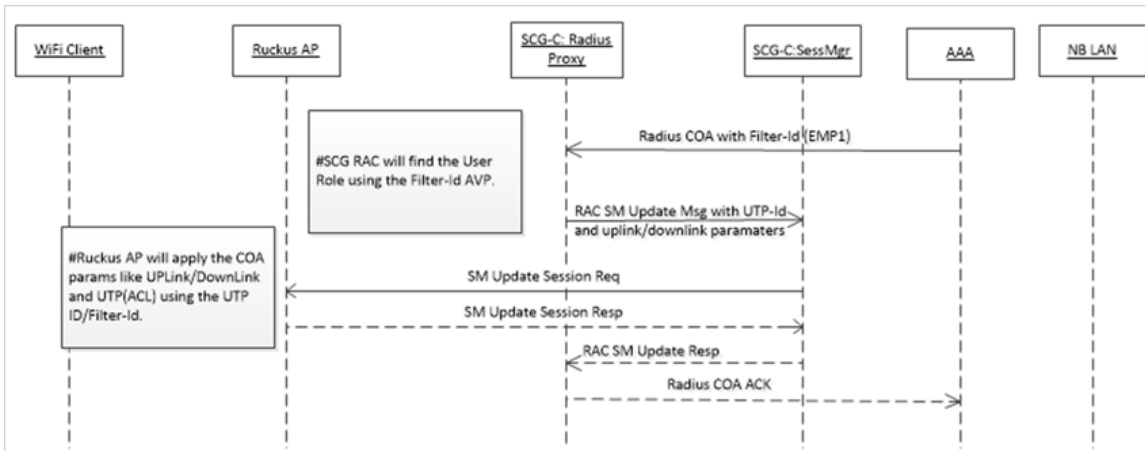 WiFi Client
Ruckus AP
SCG-C: Radius
Proxy
SCG-C:SessMgr
AAA
NB LAN
Radius COA with Filter-Id (EMP1)
#SCG RAC will find the User
Role using the Filter-Id AVP.
RAC SM Update Msg with UTP-Id
and uplink/downlink paramaters
#Ruckus AP will apply the COA
params like UPLink/DownLink
and UTP(ACL) using the UTP
ID/Filter-Id.
SM Update Session Req
SM Update Session Resp
RAC SM Update Resp
Radius COA ACK